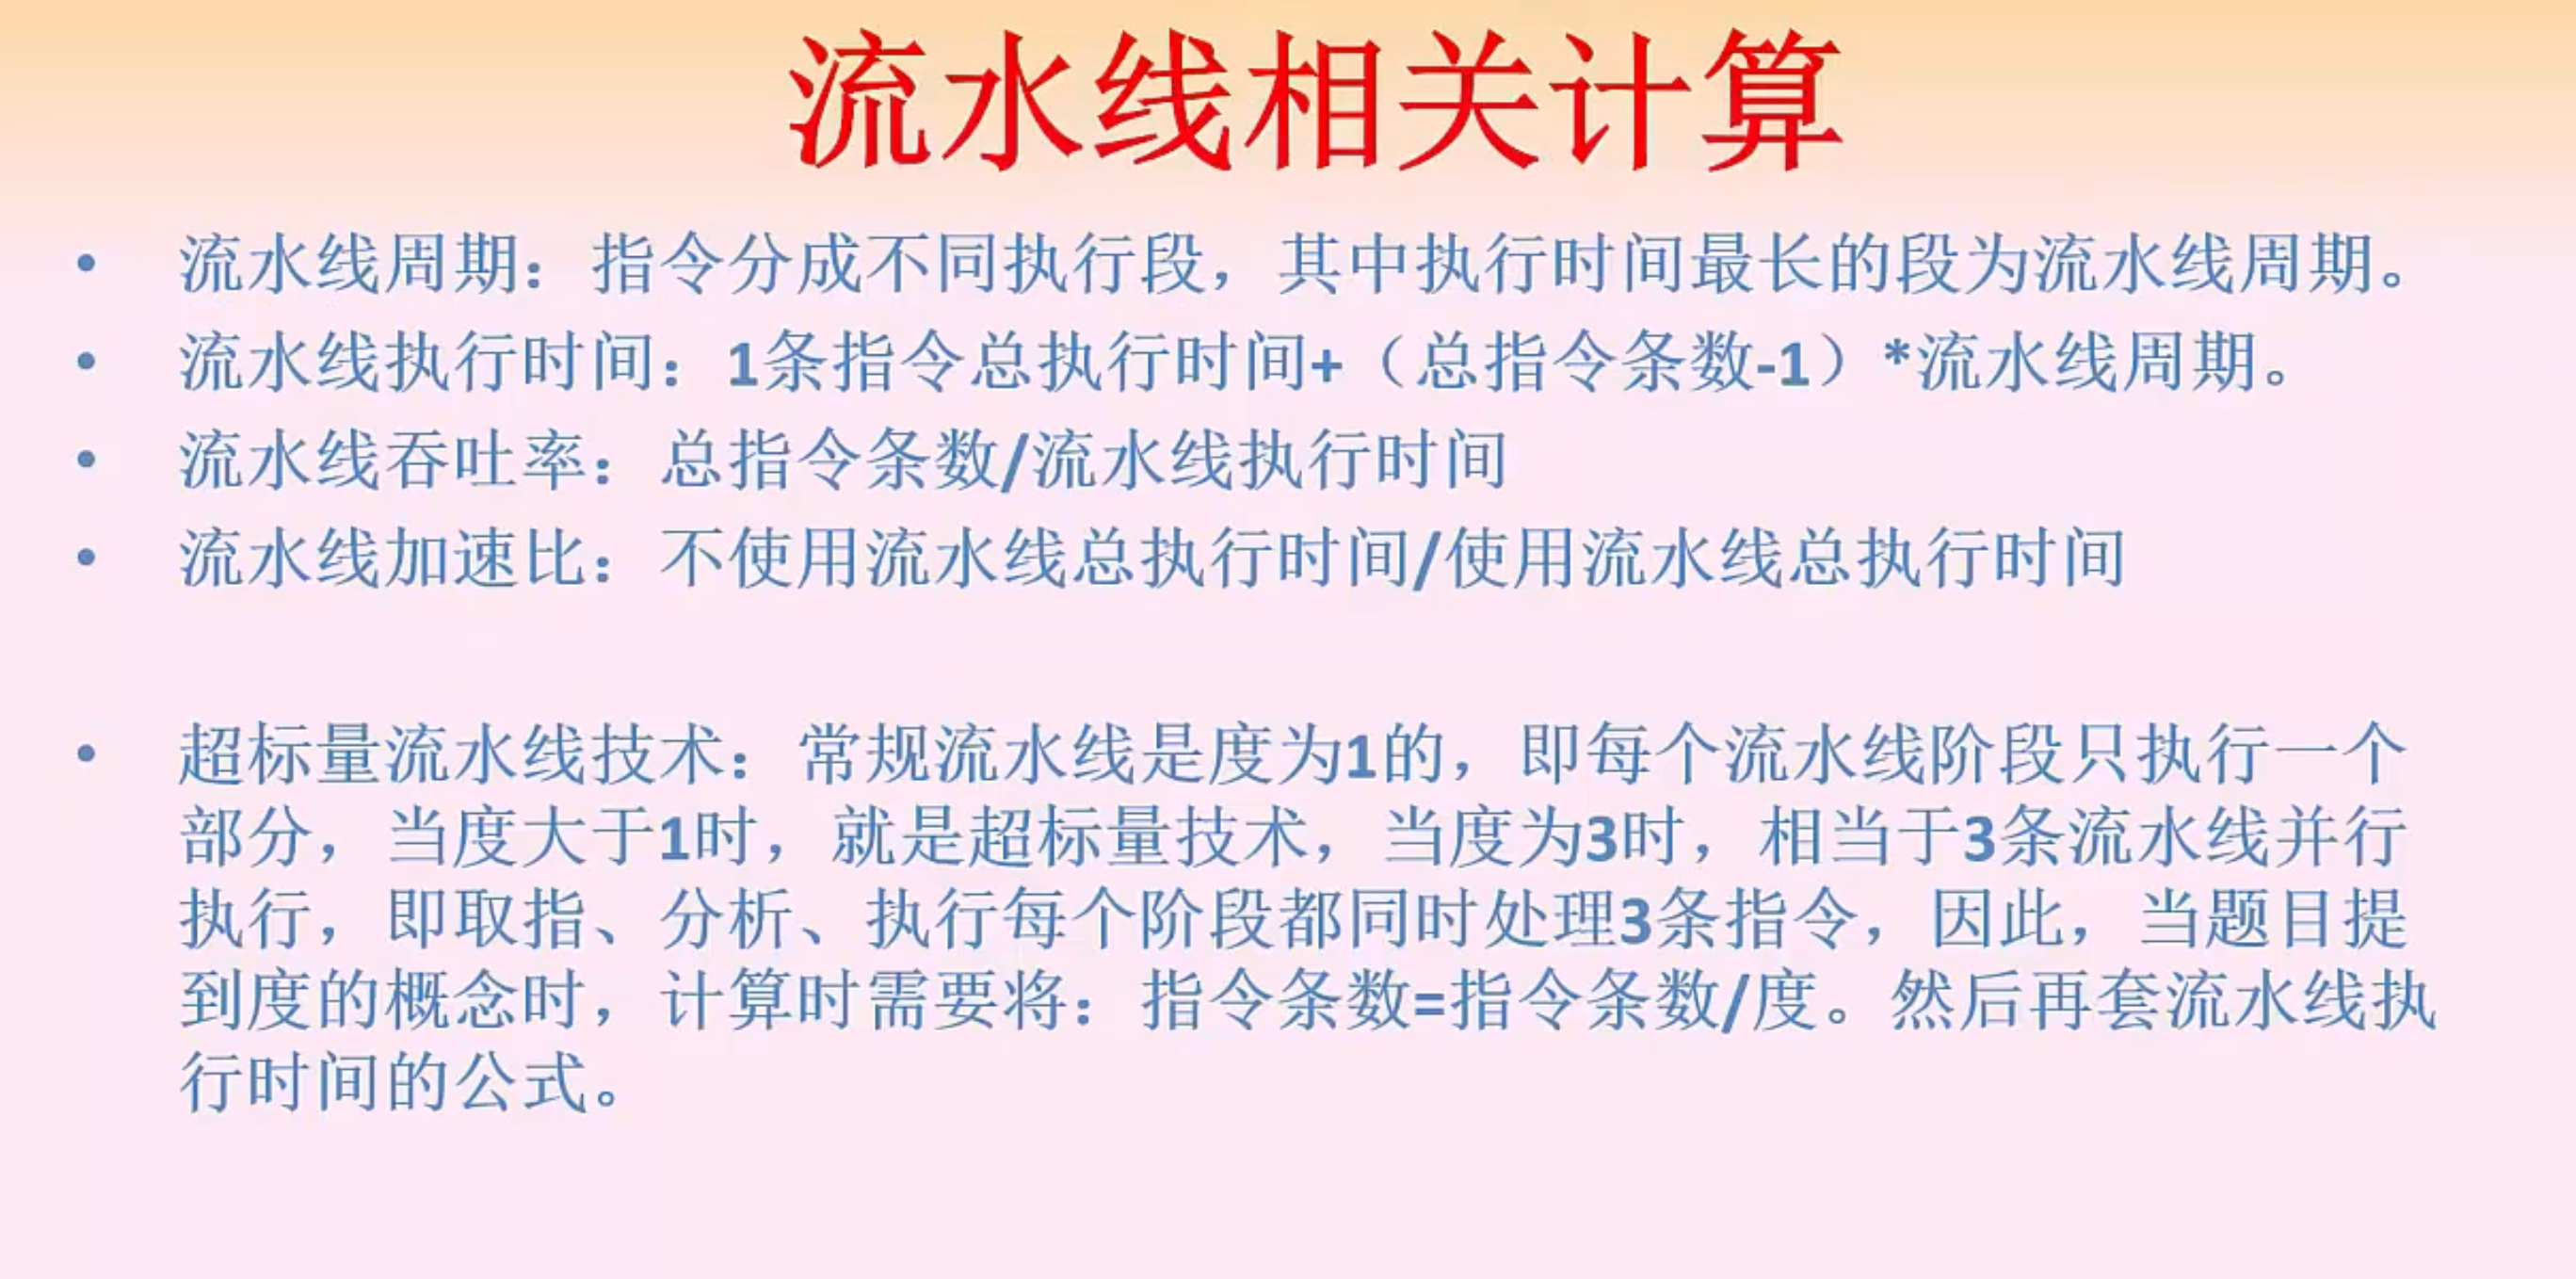 流水线相关计算
• 流水线周期：指令分成不同执行段，其中执行时间最长的段为流水线周期。
• 流水线执行时间：1条指令总执行时间+（总指令条数-1）*流水线周期。
• 流水线吞吐率：总指令条数/流水线执行时间
• 流水线加速比：不使用流水线总执行时间/使用流水线总执行时间
• 超标量流水线技术：常规流水线是度为1的，即每个流水线阶段只执行一个
部分，当度大于1时，就是超标量技术，当度为3时，相当于3条流水线并行
执行，即取指、分析、执行每个阶段都同时处理3条指令，因此，当题目提
到度的概念时，计算时需要将：指令条数=指令条数/度。然后再套流水线执
行时间的公式。